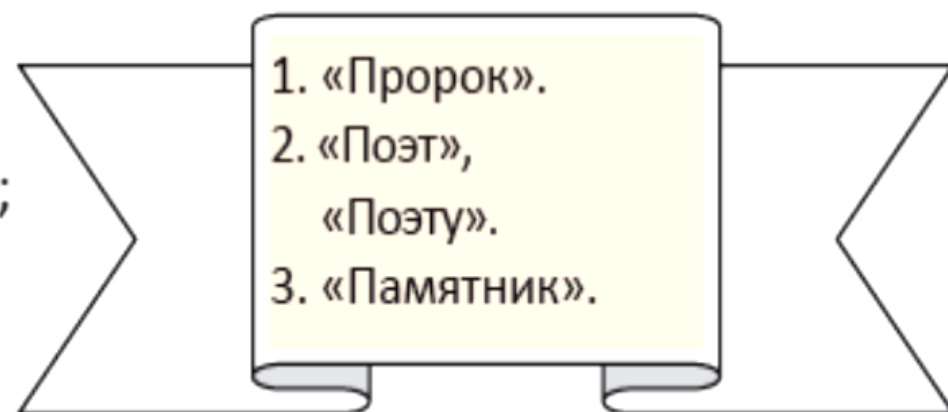 1. «Пророк».
2. «Поэт»,
;
«Поэту».
3. «Памятник».